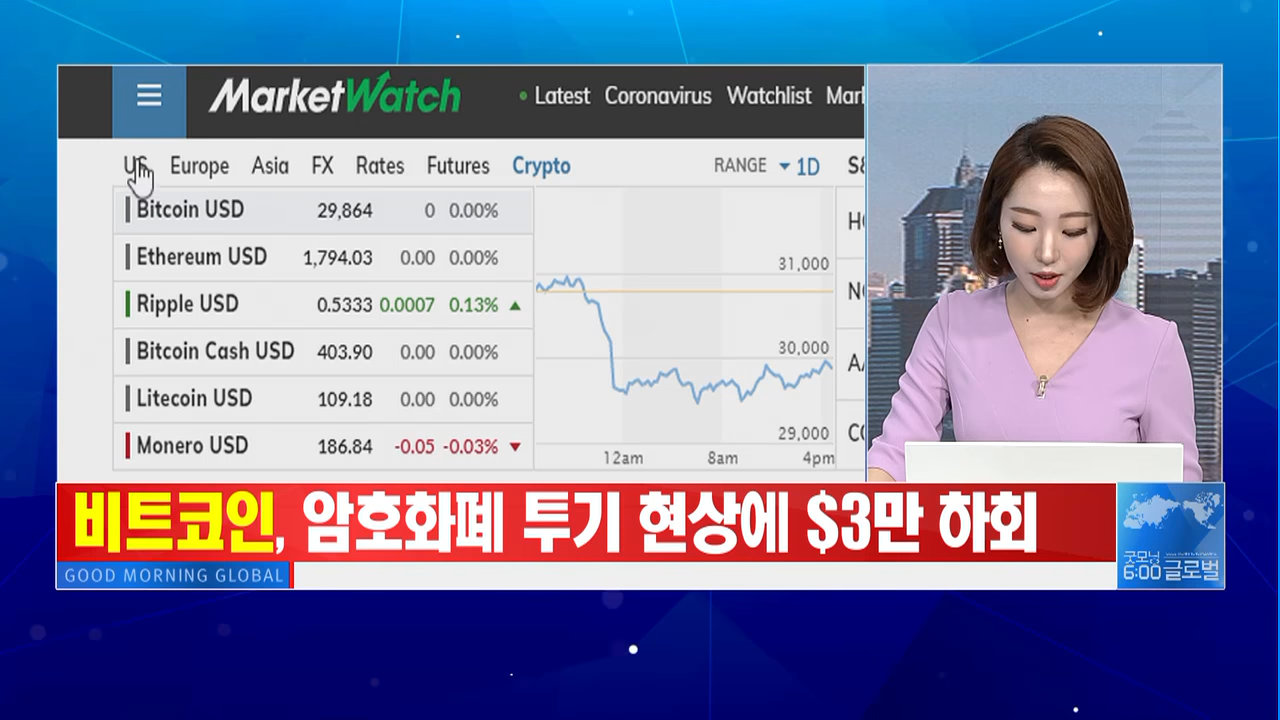 MarketWatch
Latest Coronavirus Watchlist Mar
US Europe Asia FX Rates Futures Crypto RANGE 1D S&
Bitcoin USD 29,864 0 0.00%
Ethereum USD 1,794.03 0.00 0.00%
Ripple USD 0.5333 0.0007 0.13%
Bitcoin Cash USD 403.90 0.00 0.00%
Litecoin USD 109.18 0.00 0.00%
Monero USD 186.84 -0.05 -0.03%
31,000
30,000
29,000
12am 8am 4pm
비트코인, 암호화폐 투기 현상에 $3만 하회
GOOD MORNING GLOBAL
굿모닝
6:00 글로벌